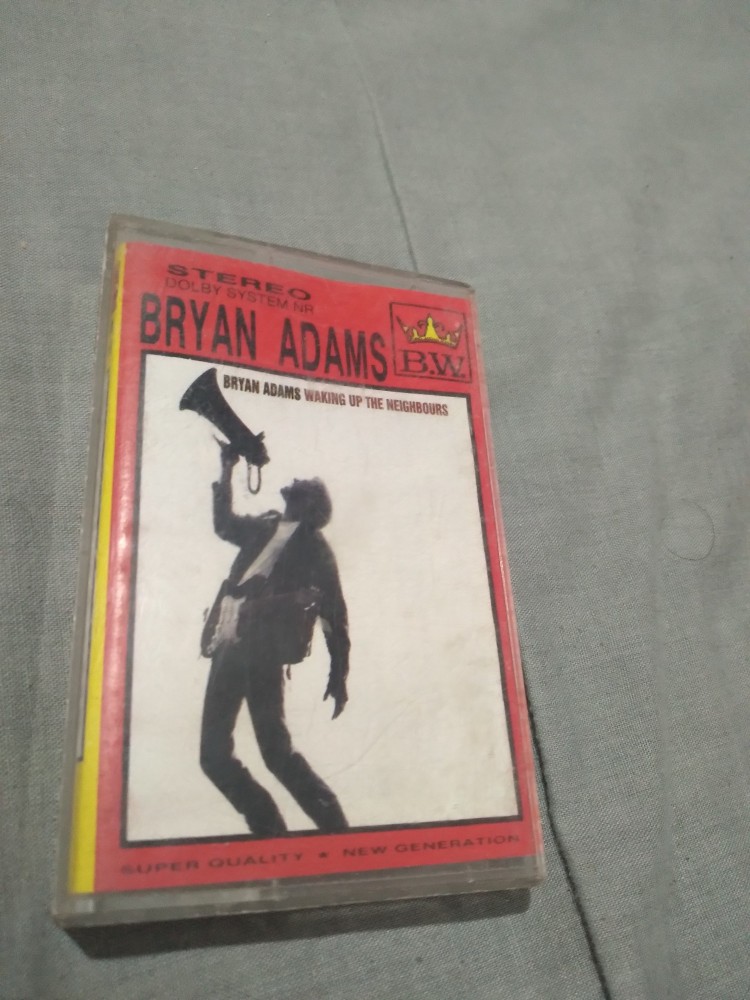 STEREO
DOLBY SYSTEM NR
BRYAN ADAMS
B.W.
BRYAN ADAMS WAKING UP THE NEIGHBOURS
SUPER QUALITY ★ NEW GENERATION